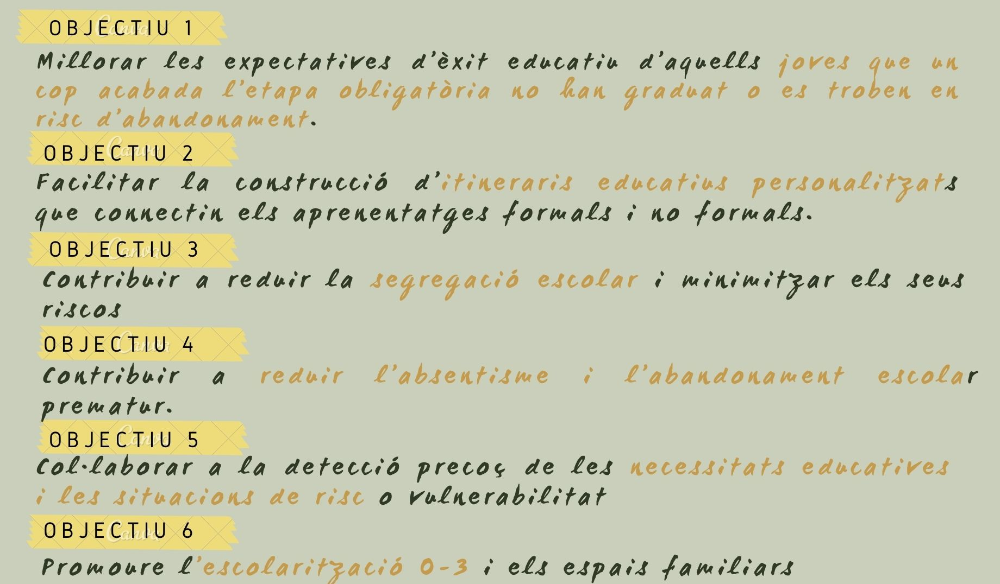 OBJECTIU 1
Millorar les expectatives d'èxit educatiu d'aquells joves que un
cop acabada l'etapa obligatòria no han graduat o es troben en
risc d'abandonament.
OBJECTIU 2
Facilitar la construcció d'itineraris educatius personalitzats
que connectin els aprenentatges formals i no formals.
OBJECTIU 3
Contribuir a reduir la segregació escolar i minimitzar els seus
riscos
OBJECTIU 4
Contribuir a reduir l'absentisme i l'abandonament escolar
prematur.
OBJECTIU 5
Col·laborar a la detecció precoç de les necessitats educatives
i les situacions de risc o vulnerabilitat
OBJECTIU 6
Promoure l'escolarització 0-3 i els espais familiars